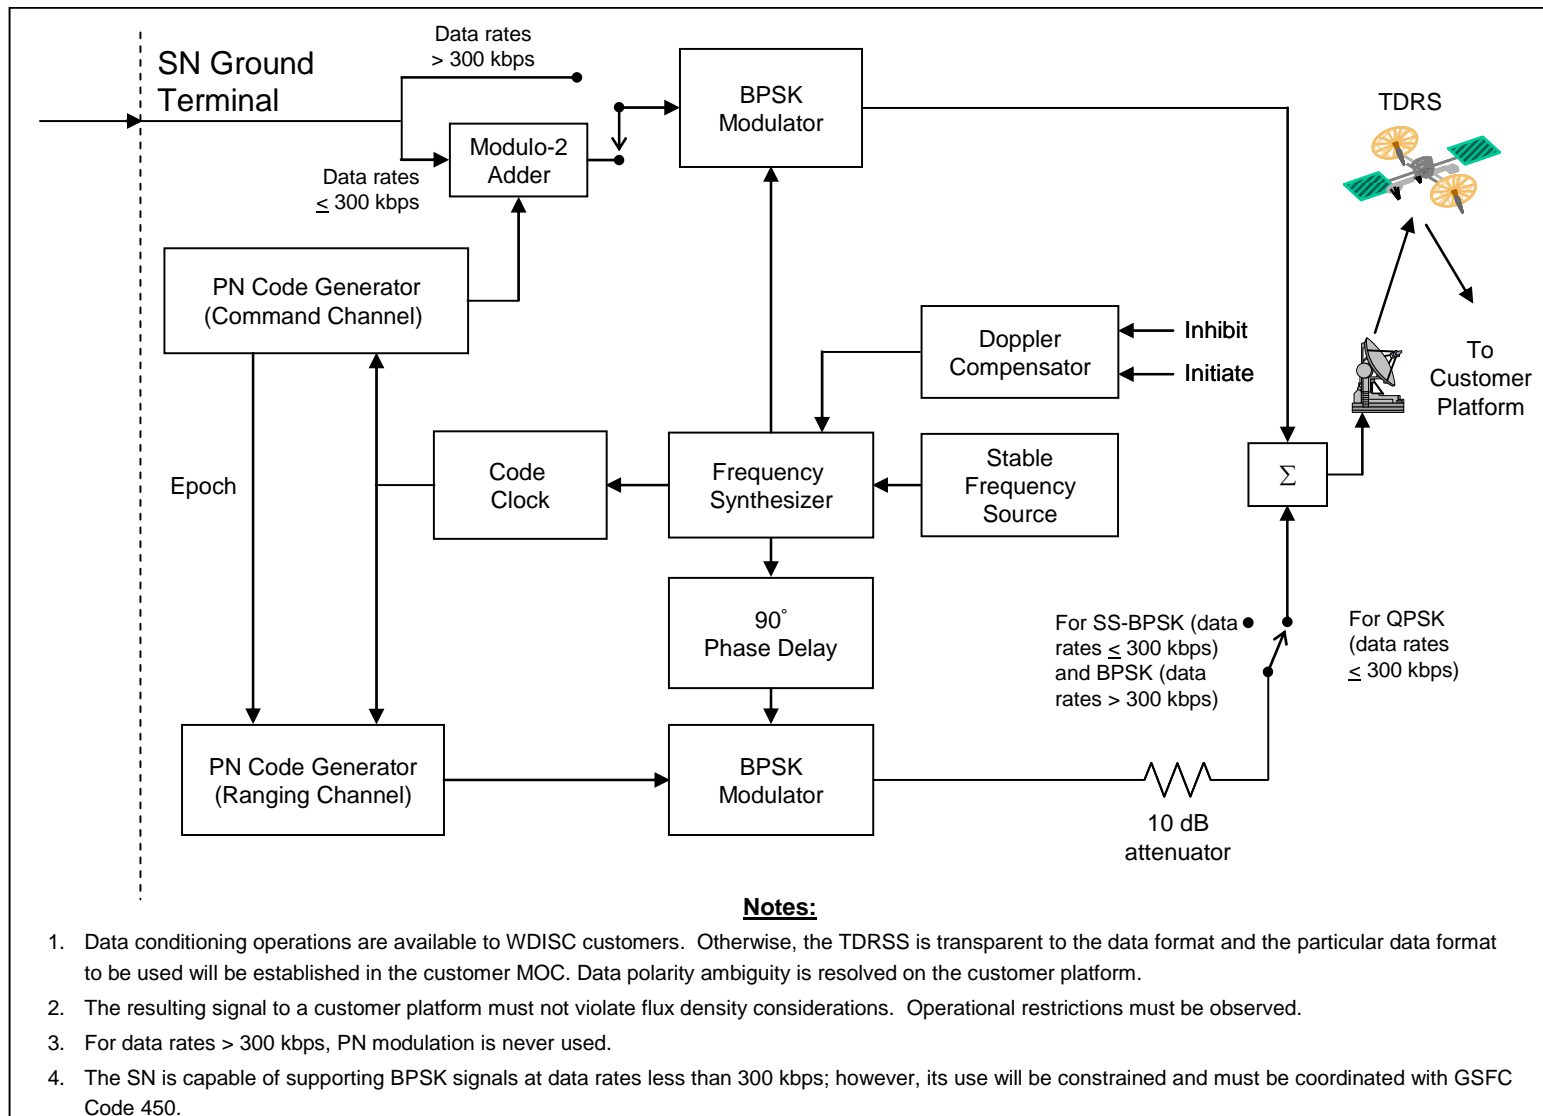 SN Ground
Terminal
Data rates
> 300 kbps
Data rates
≤ 300 kbps
Modulo-2
Adder
BPSK
Modulator
TDRS
PN Code Generator
(Command Channel)
Doppler
Compensator
Inhibit
Initiate
To
Customer
Platform
Epoch
Code
Clock
Frequency
Synthesizer
Stable
Frequency
Source
Σ
90°
Phase Delay
For SS-BPSK (data
rates ≤ 300 kbps)
and BPSK (data
rates > 300 kbps)
For QPSK
(data rates
≤ 300 kbps)
PN Code Generator
(Ranging Channel)
BPSK
Modulator
10 dB
attenuator
Notes:
1. Data conditioning operations are available to WDISC customers. Otherwise, the TDRSS is transparent to the data format and the particular data format
to be used will be established in the customer MOC. Data polarity ambiguity is resolved on the customer platform.
2. The resulting signal to a customer platform must not violate flux density considerations. Operational restrictions must be observed.
3. For data rates > 300 kbps, PN modulation is never used.
4. The SN is capable of supporting BPSK signals at data rates less than 300 kbps; however, its use will be constrained and must be coordinated with GSFC
Code 450.